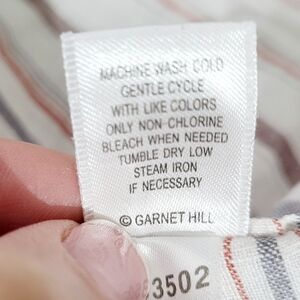 MACHINE WASH COLD
GENTLE CYCLE
WITH LIKE COLORS
ONLY NON-CHLORINE
BLEACH WHEN NEEDED
TUMBLE DRY LOW
STEAM IRON
IF NECESSARY
© GARNET HILL
3502